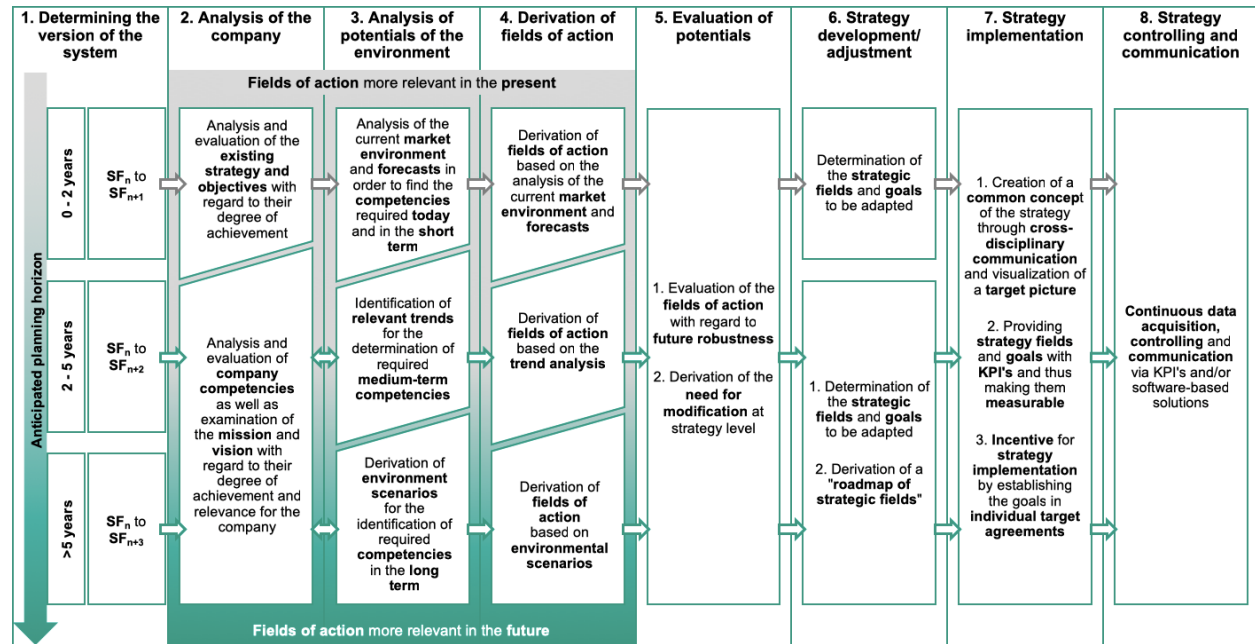 1. Determining the
version of the
system
2. Analysis of the
company
3. Analysis of
potentials of the
environment
4. Derivation of
fields of action
5. Evaluation of
potentials
6. Strategy
development/
adjustment
7. Strategy
implementation
8. Strategy
controlling and
communication
Fields of action more relevant in the present
Anticipated planning horizon
0 - 2 years
SFn to
SFn+1
Analysis and
evaluation of the
existing
strategy and
objectives with
regard to their
degree of
achievement
Analysis of the
current market
environment
and forecasts in
order to find the
competencies
required today
and in the short
term
Derivation of
fields of action
based on the
analysis of the
current market
environment and
forecasts
Determination of
the strategic
fields and goals
to be adapted
2 - 5 years
SFn to
SFn+2
Analysis and
evaluation of
company
competencies
as well as
examination of
the mission and
vision with
regard to their
degree of
achievement and
relevance for the
company
Identification of
relevant trends
for the
determination of
required
medium-term
competencies
Derivation of
fields of action
based on the
trend analysis
1. Evaluation of the
fields of action
with regard to
future robustness
2. Derivation of the
need for
modification at
strategy level
1. Determination of
the strategic
fields and goals
to be adapted
2. Derivation of a
"roadmap of
strategic fields"
1. Creation of a
common concept
of the strategy
through cross-
disciplinary
communication
and visualization of
a target picture
2. Providing
strategy fields
and goals with
KPI's and thus
making them
measurable
3. Incentive for
strategy
implementation
by establishing
the goals in
individual target
agreements
Continuous data
acquisition,
controlling and
communication
via KPI's and/or
software-based
solutions
>5 years
SFn to
SFn+3
Derivation of
environment
scenarios
for the
identification of
required
competencies
in the long
term
Derivation of
fields of
action
based on
environmental
scenarios
Fields of action more relevant in the future